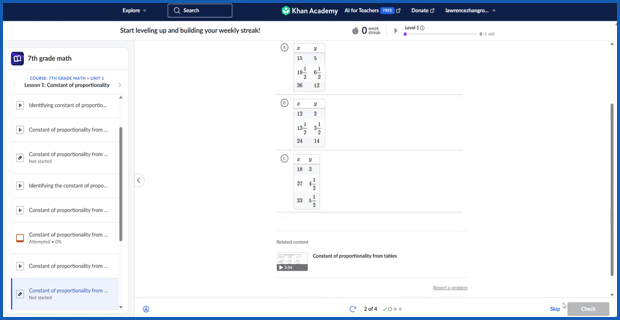 Explore
Search
Khan Academy
AI for Teachers FREE
Donate
lawrencezhangro...
Start leveling up and building your weekly streak!
0 week streak
Level 1
0 / 1 skill
7th grade math
COURSE: 7TH GRADE MATH > UNIT 1
Lesson 1: Constant of proportionality
Identifying constant of proportio...
Constant of proportionality from ...
Constant of proportionality from ...
Not started
Identifying the constant of propo...
Constant of proportionality from ...
Constant of proportionality from ...
Attempted • 0%
Constant of proportionality from ...
Constant of proportionality from ...
Not started
A
x y
15 5
19 1/2 6 1/2
36 12
B
x y
12 2
13 1/2 3 1/2
24 14
C
x y
18 3
27 4 1/2
33 5 1/2
Related content
Constant of proportionality from tables
Report a problem
2 of 4
Skip
Check